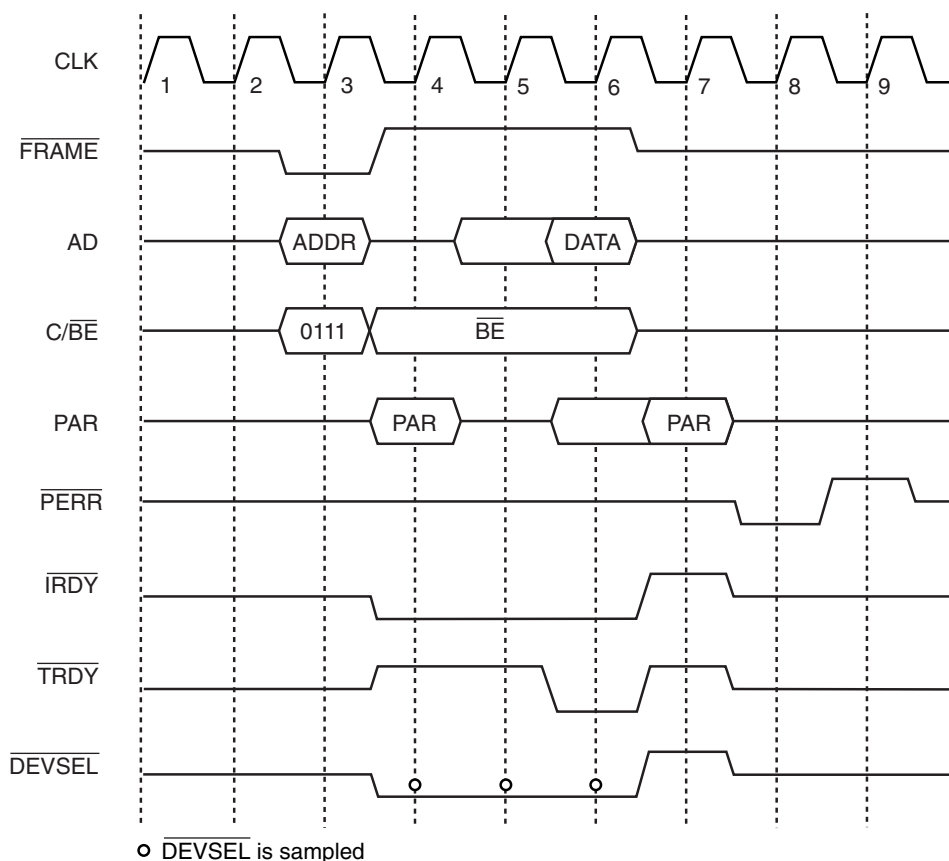 CLK
1 2 3 4 5 6 7 8 9
FRAME
AD ADDR DATA
C/BE 0111 BE
PAR PAR PAR
PERR
IRDY
TRDY
DEVSEL
DEVSEL is sampled